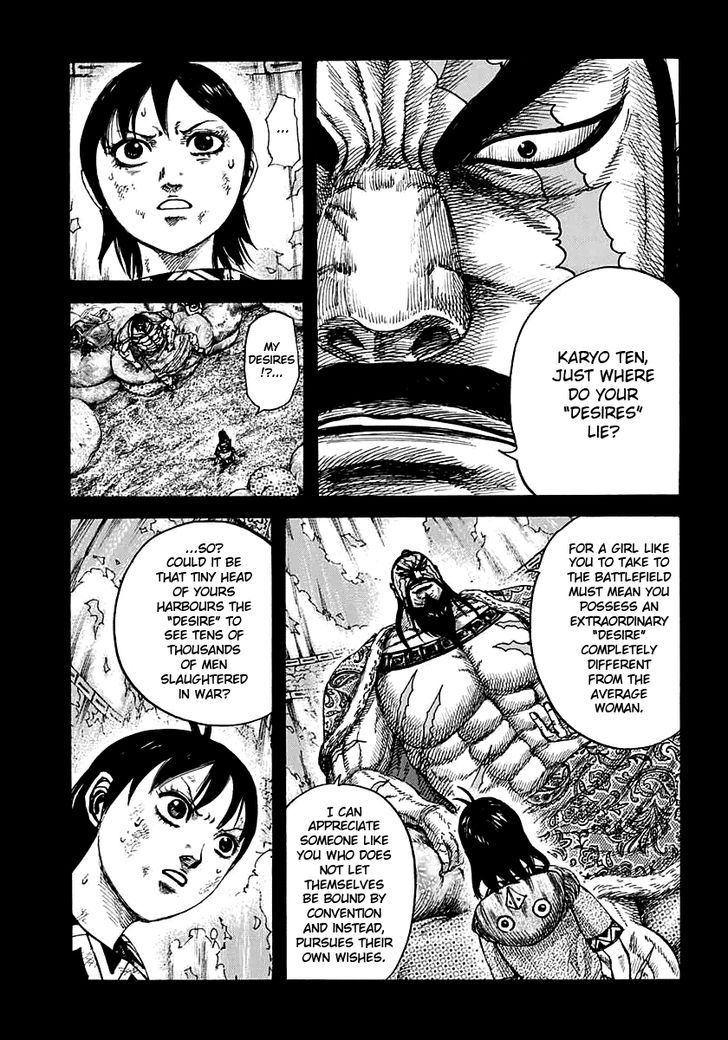 KARYO TEN,
JUST WHERE
DO YOUR
"DESIRES"
LIE?
...
MY
DESIRES
!?...
FOR A GIRL LIKE
YOU TO TAKE TO
THE BATTLEFIELD
MUST MEAN YOU
POSSESS AN
EXTRAORDINARY
"DESIRE"
COMPLETELY
DIFFERENT
FROM THE
AVERAGE
WOMAN.
I CAN
APPRECIATE
SOMEONE LIKE
YOU WHO DOES
NOT LET
THEMSELVES
BE BOUND BY
CONVENTION
AND INSTEAD,
PURSUES THEIR
OWN WISHES.
...SO?
COULD IT BE
THAT TINY HEAD
OF YOURS
HARBOURS THE
"DESIRE" TO
SEE TENS OF
THOUSANDS
OF MEN
SLAUGHTERED
IN WAR?